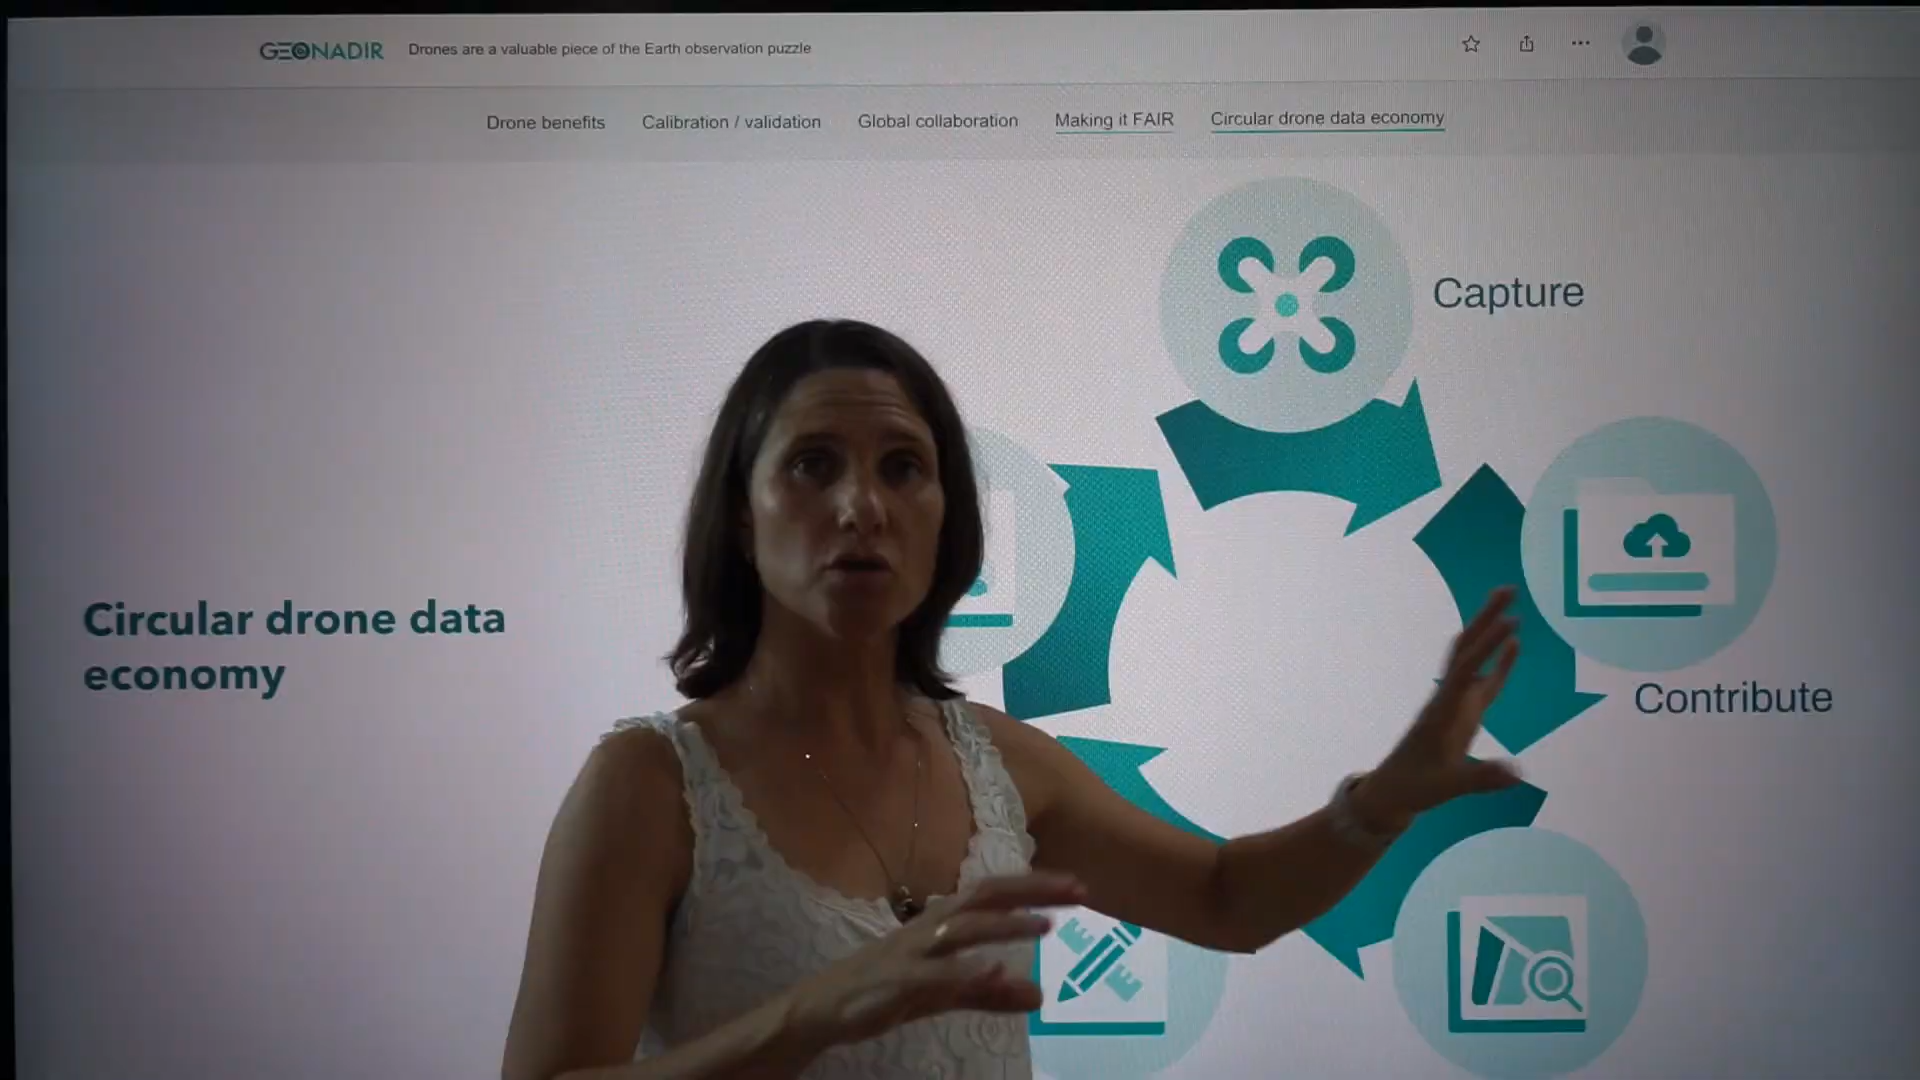 GEONADIR Drones are a valuable piece of the Earth observation puzzle
Drone benefits Calibration / validation Global collaboration Making it FAIR Circular drone data economy
Capture
Circular drone data
economy
Contribute